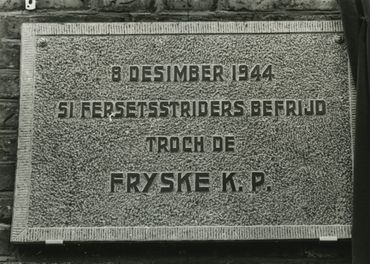 8 DESIMBER 1944
51 FERSETSSTRIDERS BEFRIJD
TROCH DE
FRYSKE K.P.